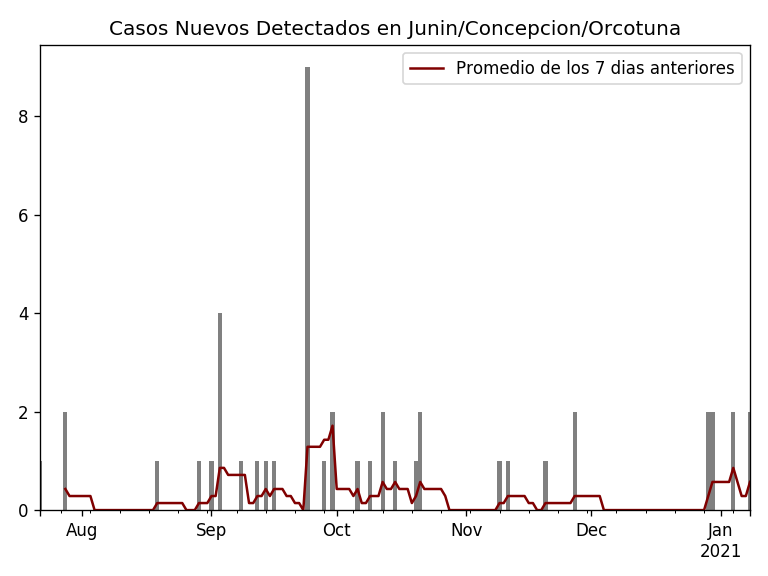 Casos Nuevos Detectados en Junin/Concepcion/Orcotuna
Promedio de los 7 dias anteriores
8
6
4
2
0
Aug Sep Oct Nov Dec Jan
2021